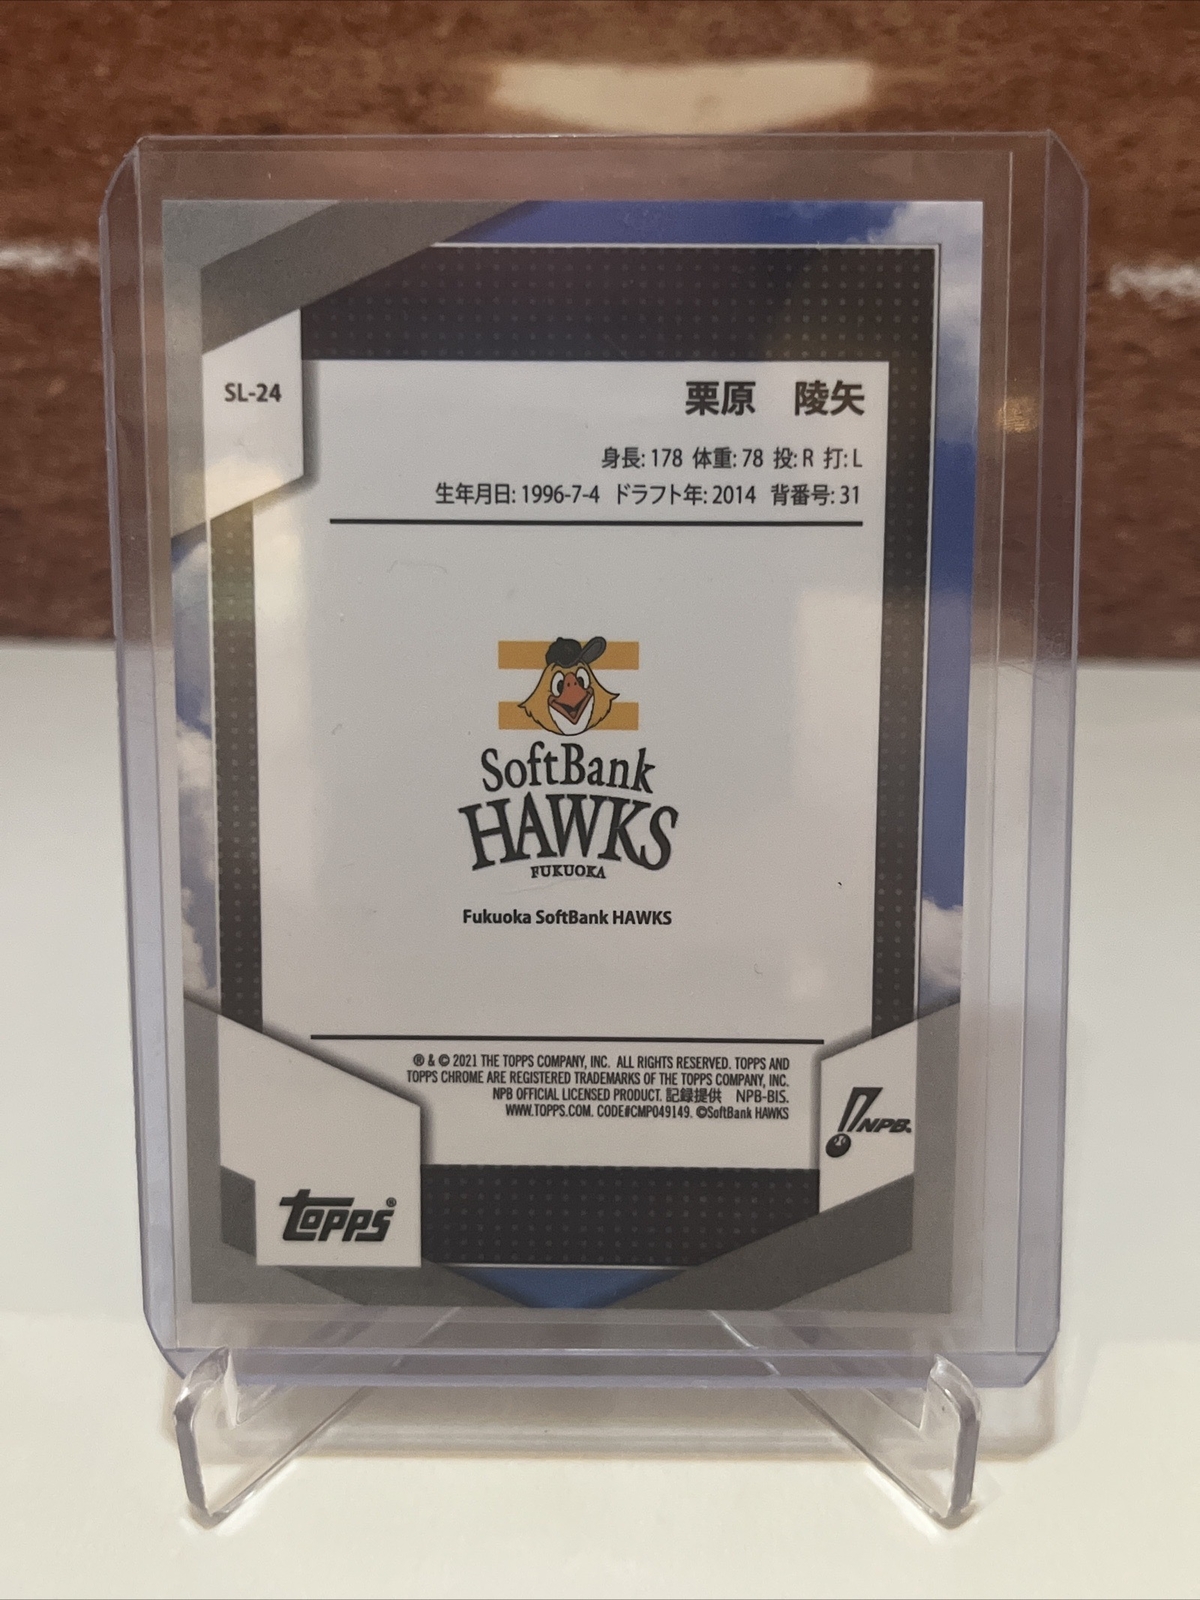 SL-24
栗原 陵矢
身長: 178 体重: 78 投: R 打: L
生年月日: 1996-7-4 ドラフト年: 2014 背番号: 31
SoftBank
HAWKS
FUKUOKA
Fukuoka SoftBank HAWKS
® & © 2021 THE TOPPS COMPANY, INC. ALL RIGHTS RESERVED. TOPPS AND
TOPPS CHROME ARE REGISTERED TRADEMARKS OF THE TOPPS COMPANY, INC.
NPB OFFICIAL LICENSED PRODUCT. 記録提供 NPB-BIS.
WWW.TOPPS.COM. CODE#CMP049149. ©SoftBank HAWKS
NPB.
topps®